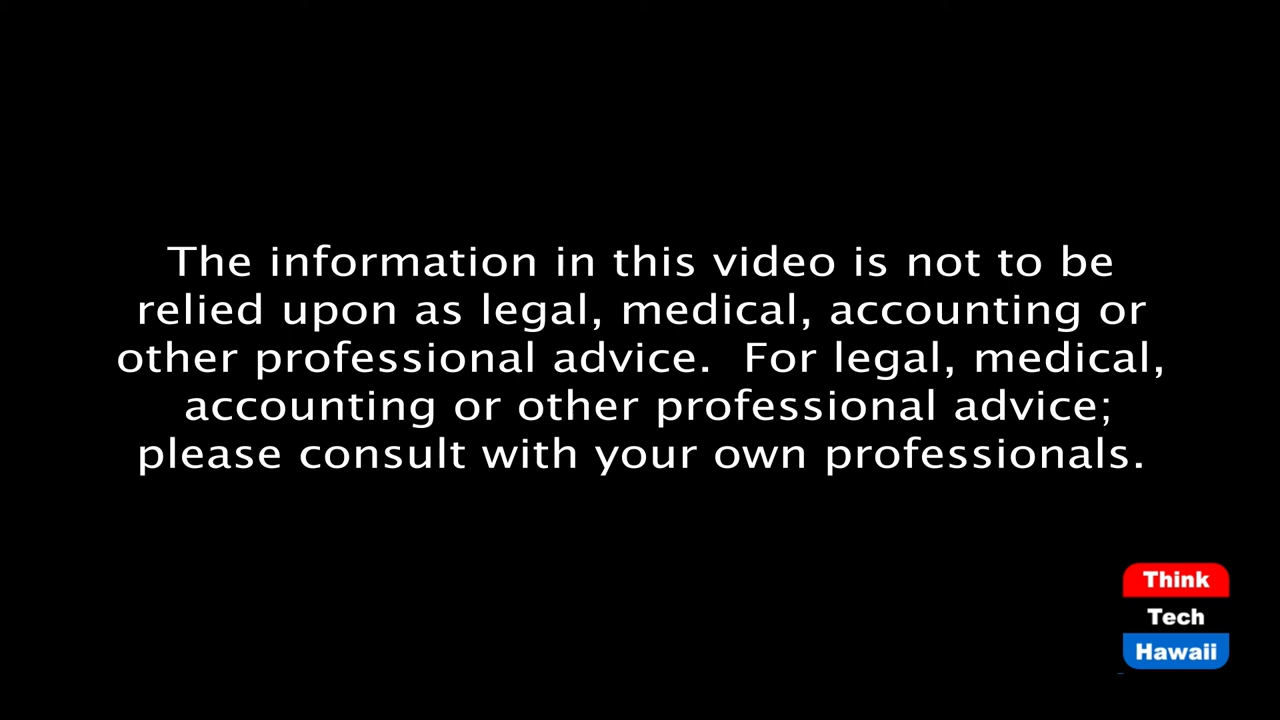 The information in this video is not to be
relied upon as legal, medical, accounting or
other professional advice.  For legal, medical,
accounting or other professional advice;
please consult with your own professionals.
Think
Tech
Hawaii